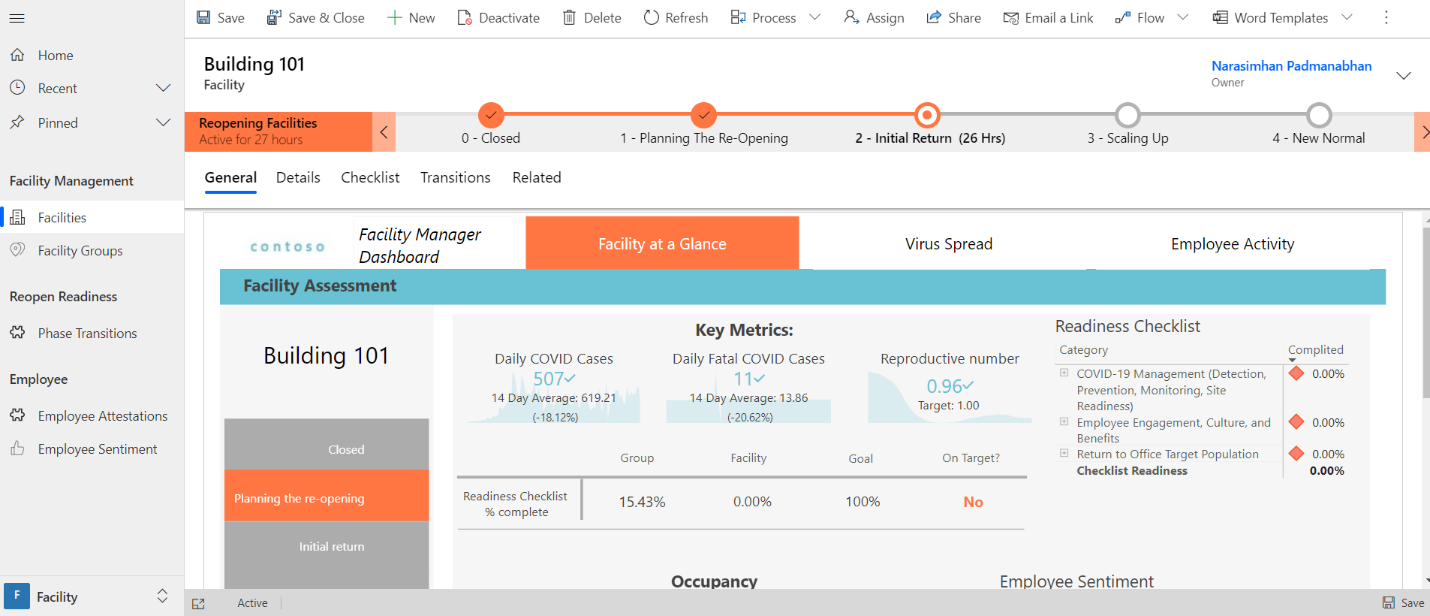 Save
Save & Close
New
Deactivate
Delete
Refresh
Process
Assign
Share
Email a Link
Flow
Word Templates
Home
Recent
Pinned
Facility Management
Facilities
Facility Groups
Reopen Readiness
Phase Transitions
Employee
Employee Attestations
Employee Sentiment
F
Facility
Building 101
Facility
Narasimhan Padmanabhan
Owner
Reopening Facilities
Active for 27 hours
0 - Closed
1 - Planning The Re-Opening
2 - Initial Return (26 Hrs)
3 - Scaling Up
4 - New Normal
General
Details
Checklist
Transitions
Related
contoso
Facility Manager
Dashboard
Facility at a Glance
Virus Spread
Employee Activity
Facility Assessment
Building 101
Closed
Planning the re-opening
Initial return
Key Metrics:
Daily COVID Cases
507
14 Day Average: 619.21
(-18.12%)
Daily Fatal COVID Cases
11
14 Day Average: 13.86
(-20.62%)
Reproductive number
0.96
Target: 1.00
Group
Facility
Goal
On Target?
Readiness Checklist
% complete
15.43%
0.00%
100%
No
Readiness Checklist
Category
Complited
COVID-19 Management (Detection,
Prevention, Monitoring, Site
Readiness)
0.00%
Employee Engagement, Culture, and
Benefits
0.00%
Return to Office Target Population
0.00%
Checklist Readiness
0.00%
Occupancy
Employee Sentiment
Active
Save